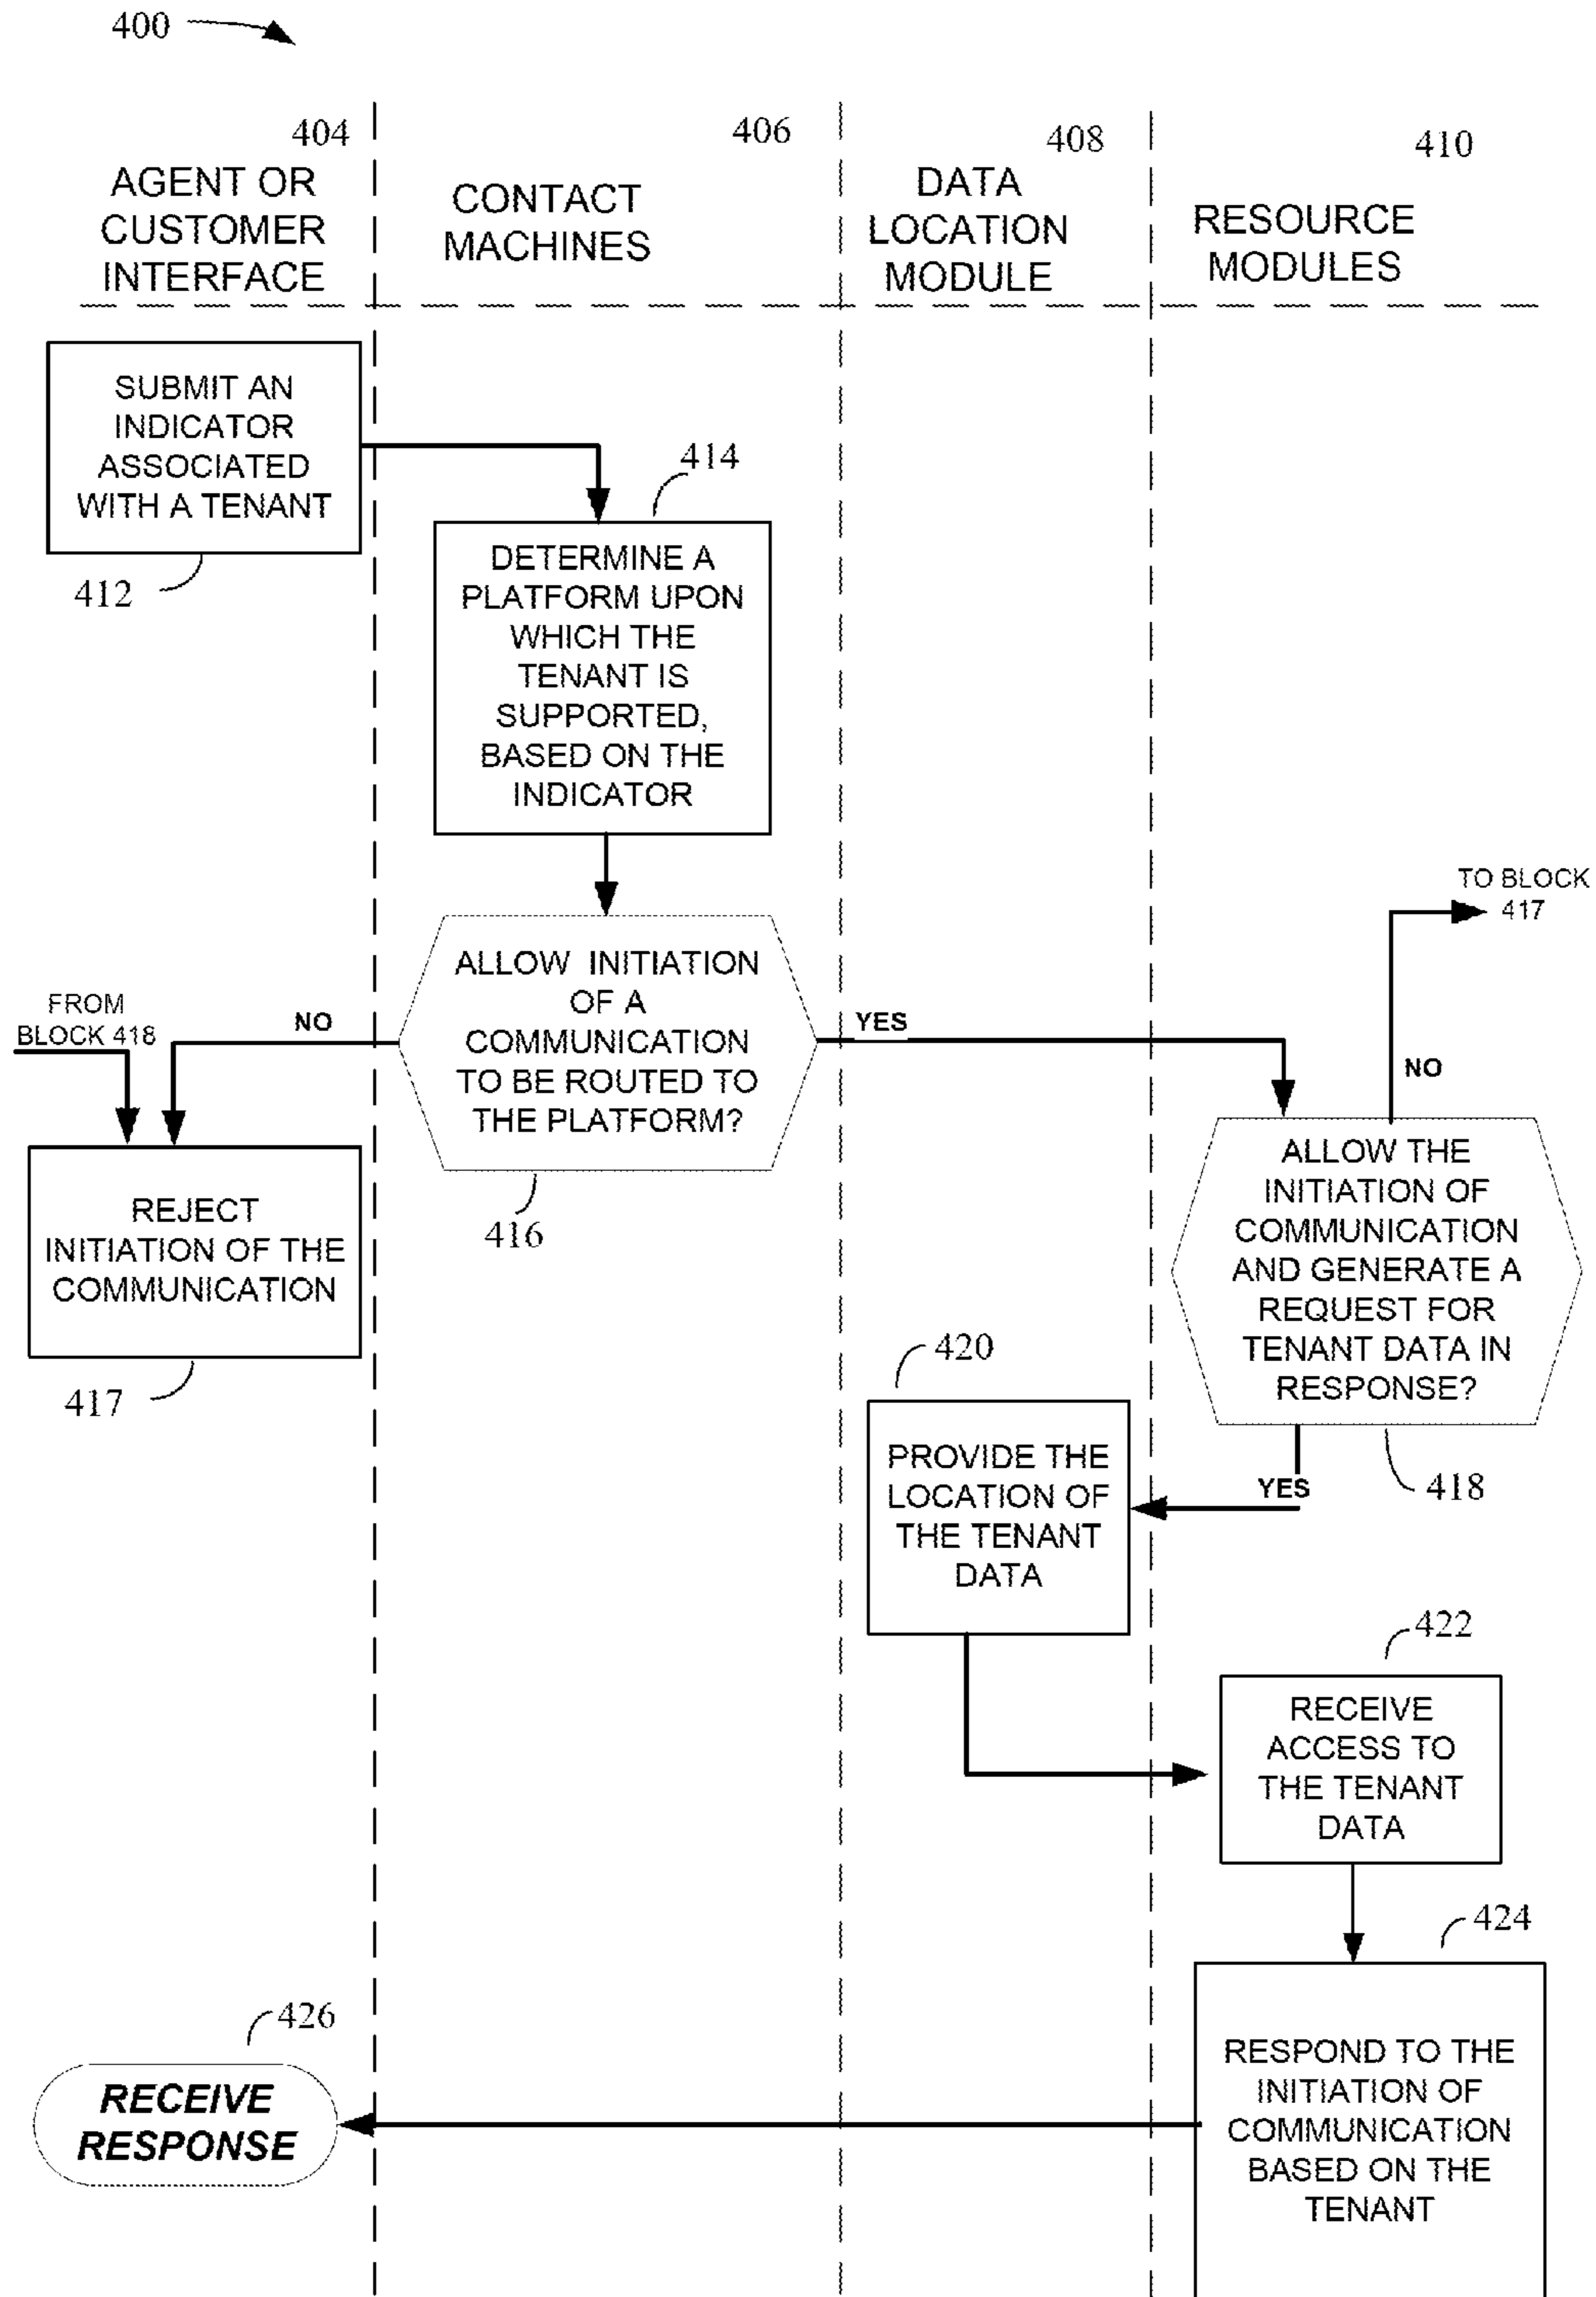 400
404
AGENT OR
CUSTOMER
INTERFACE
406
CONTACT
MACHINES
408
DATA
LOCATION
MODULE
410
RESOURCE
MODULES
SUBMIT AN
INDICATOR
ASSOCIATED
WITH A TENANT
412
414
DETERMINE A
PLATFORM UPON
WHICH THE
TENANT IS
SUPPORTED,
BASED ON THE
INDICATOR
TO BLOCK
417
NO
ALLOW INITIATION
OF A
COMMUNICATION
TO BE ROUTED TO
THE PLATFORM?
416
NO
YES
FROM
BLOCK 418
REJECT
INITIATION OF THE
COMMUNICATION
417
ALLOW THE
INITIATION OF
COMMUNICATION
AND GENERATE A
REQUEST FOR
TENANT DATA IN
RESPONSE?
418
YES
420
PROVIDE THE
LOCATION OF
THE TENANT
DATA
422
RECEIVE
ACCESS TO
THE TENANT
DATA
424
RESPOND TO THE
INITIATION OF
COMMUNICATION
BASED ON THE
TENANT
426
RECEIVE
RESPONSE